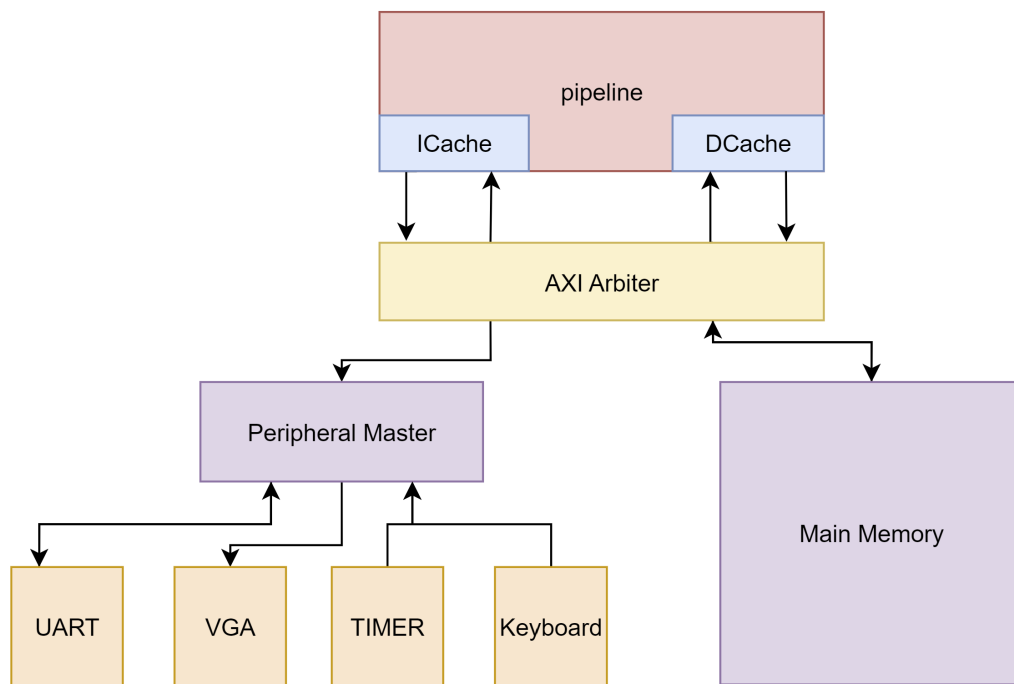 pipeline
ICache
DCache
AXI Arbiter
Peripheral Master
Main Memory
UART
VGA
TIMER
Keyboard